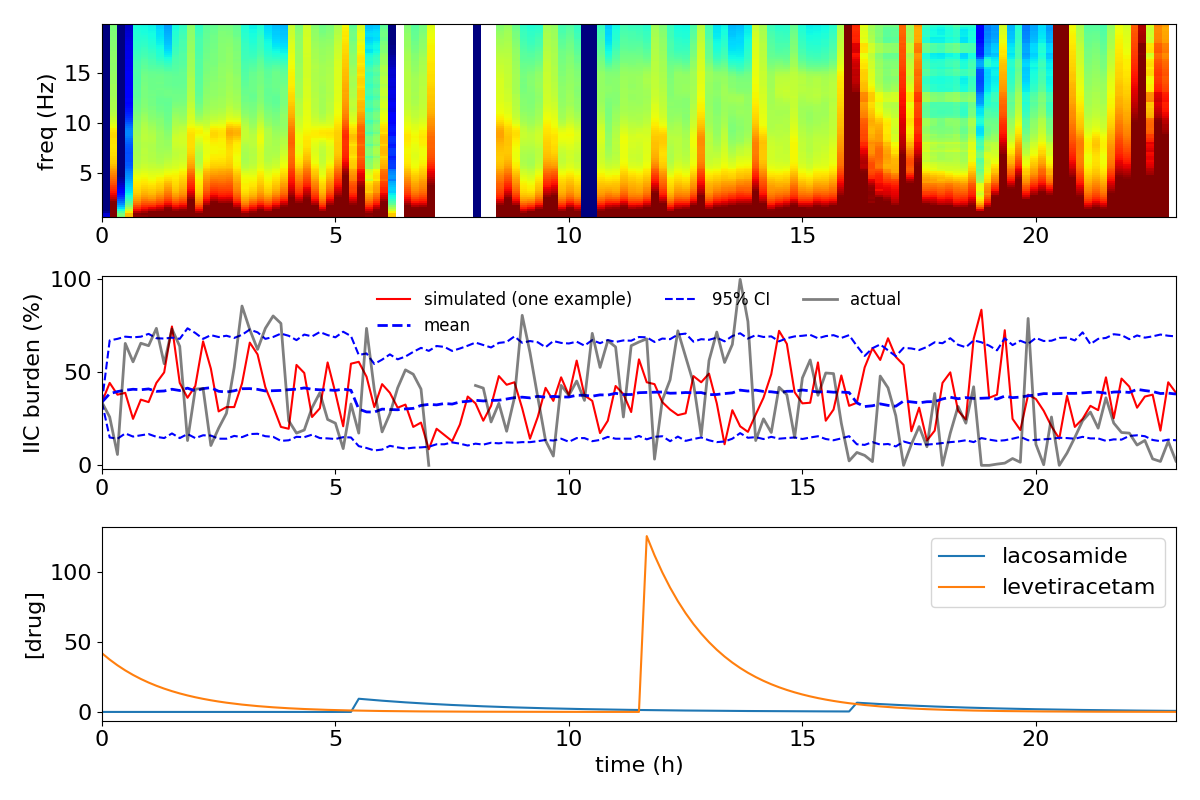 freq (Hz)
15
10
5
0 5 10 15 20
IIC burden (%)
100
50
0
simulated (one example)
mean
95% CI
actual
0 5 10 15 20
[drug]
100
50
0
lacosamide
levetiracetam
0 5 10 15 20
time (h)